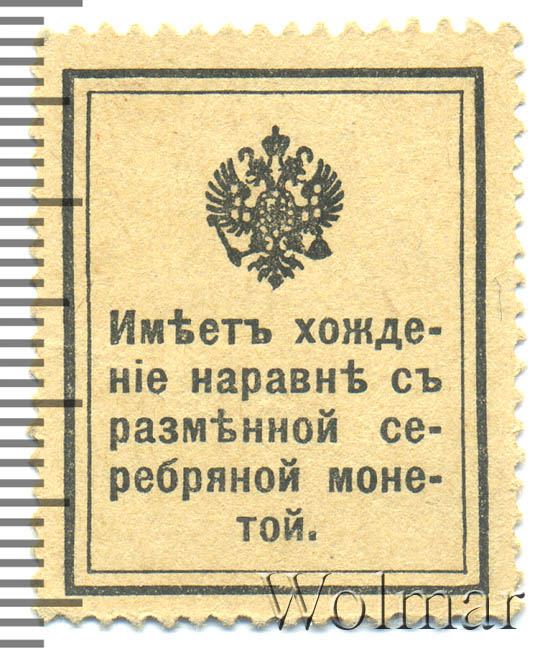 Имѣетъ хожде-
ніе наравнѣ съ
размѣнной се-
ребряной моне-
той.
Wolmar